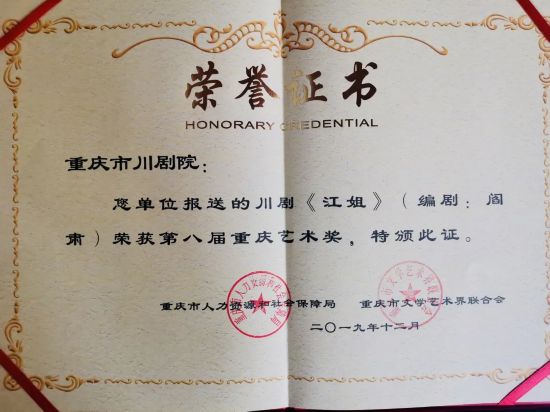 荣誉证书
HONORARY CREDENTIAL
重庆市川剧院：
您单位报送的川剧《江姐》（编剧：阎
肃）荣获第八届重庆艺术奖，特颁此证。
重庆市人力资源和社会保障局 重庆市文学艺术界联合会
二〇一九年十二月